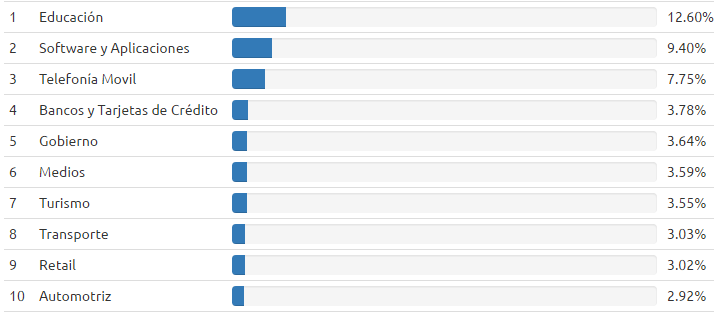 1 Educación 12.60%
2 Software y Aplicaciones 9.40%
3 Telefonía Movil 7.75%
4 Bancos y Tarjetas de Crédito 3.78%
5 Gobierno 3.64%
6 Medios 3.59%
7 Turismo 3.55%
8 Transporte 3.03%
9 Retail 3.02%
10 Automotriz 2.92%